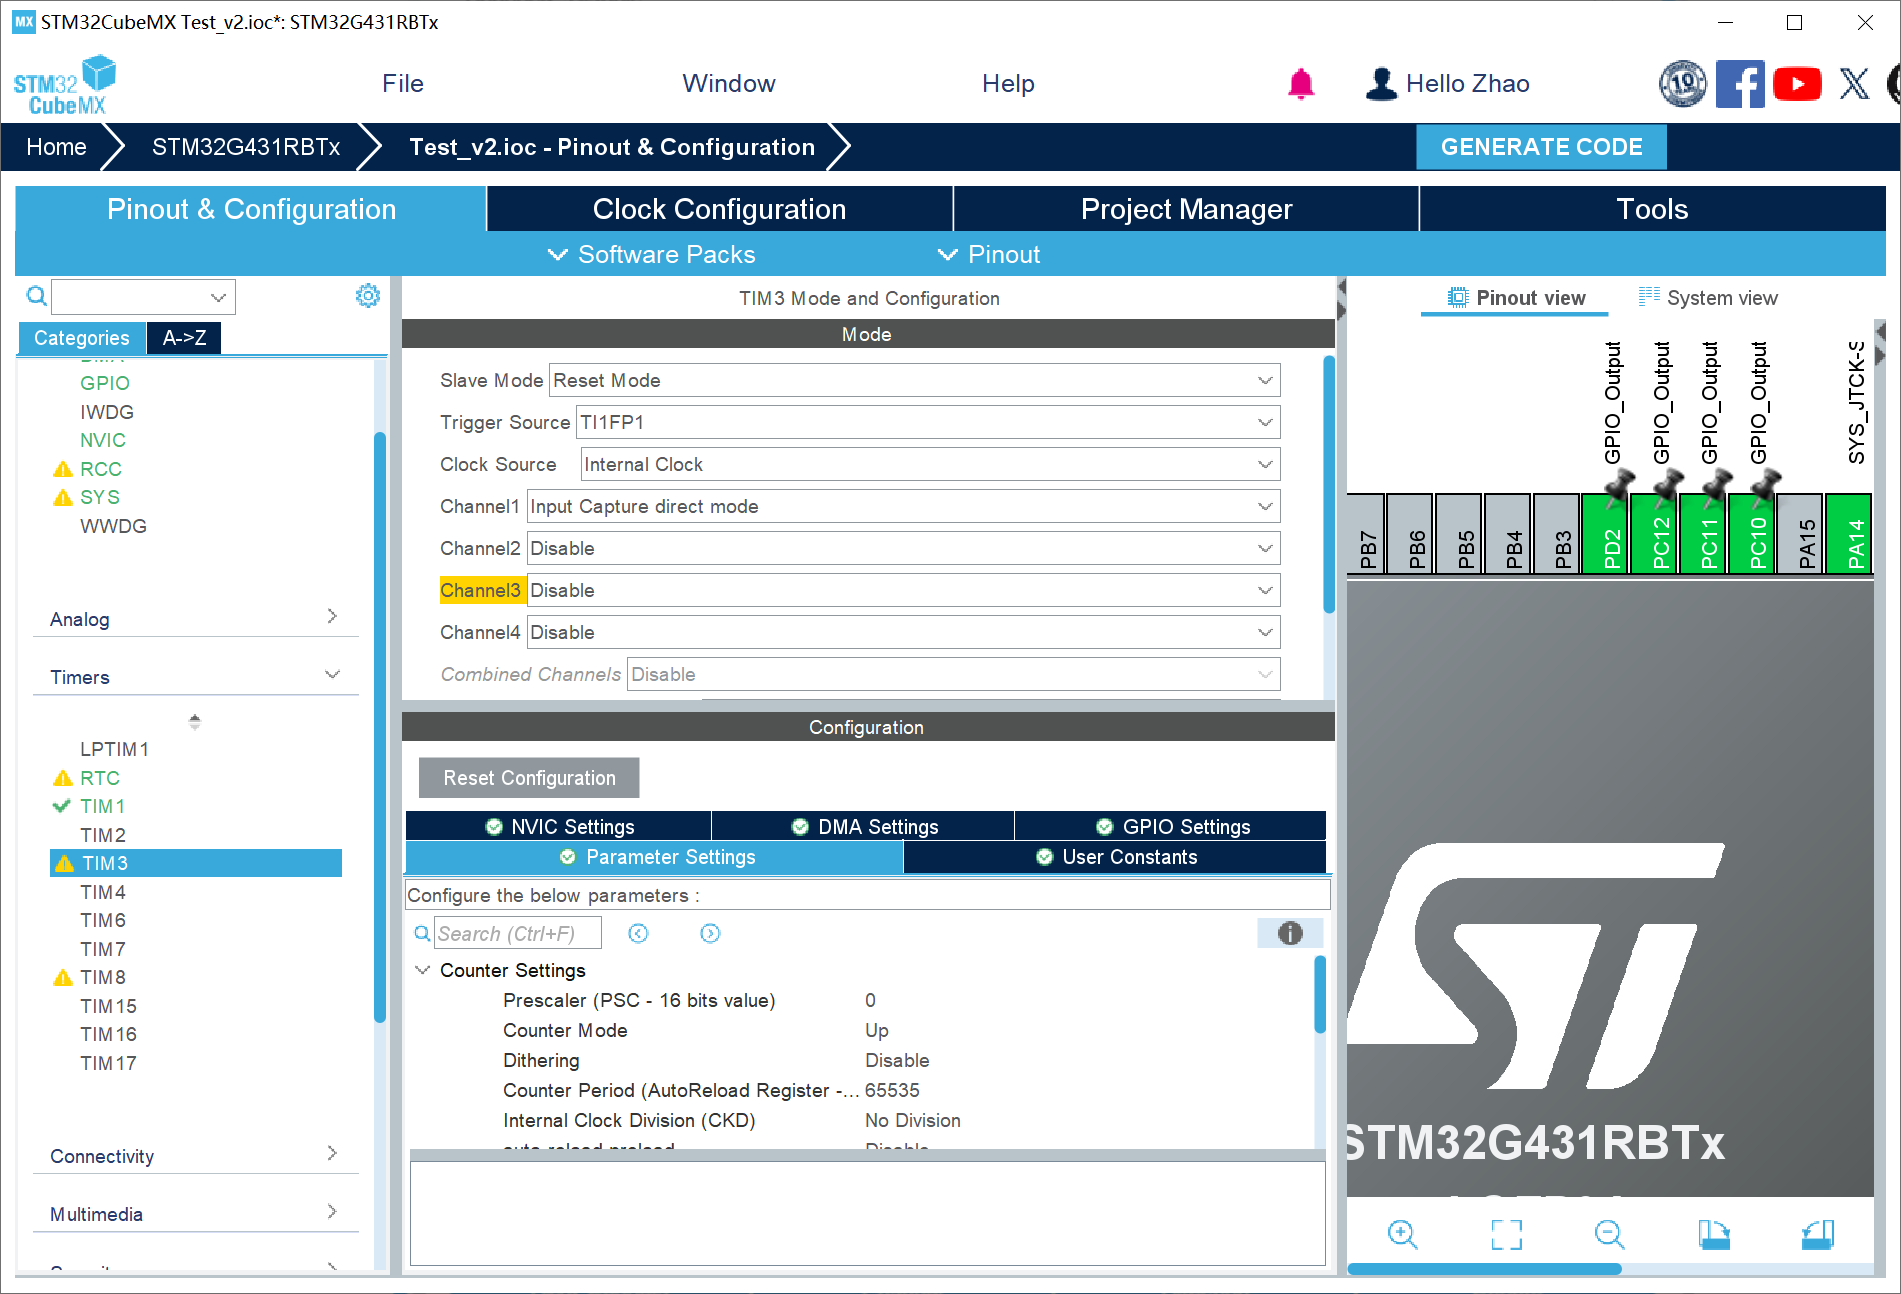 MX STM32CubeMX Test_v2.ioc*: STM32G431RBTx
STM32
CubeMX
File
Window
Help
10
Hello Zhao
Home
STM32G431RBTx
Test_v2.ioc - Pinout & Configuration
GENERATE CODE
Pinout & Configuration
Clock Configuration
Project Manager
Tools
Software Packs
Pinout
Categories
A->Z
GPIO
IWDG
NVIC
RCC
SYS
WWDG
Analog
Timers
LPTIM1
RTC
TIM1
TIM2
TIM3
TIM4
TIM6
TIM7
TIM8
TIM15
TIM16
TIM17
Connectivity
Multimedia
TIM3 Mode and Configuration
Mode
Slave Mode Reset Mode
Trigger Source TI1FP1
Clock Source Internal Clock
Channel1 Input Capture direct mode
Channel2 Disable
Channel3 Disable
Channel4 Disable
Combined Channels Disable
Configuration
Reset Configuration
NVIC Settings
DMA Settings
GPIO Settings
Parameter Settings
User Constants
Configure the below parameters :
Search (Ctrl+F)
Counter Settings
Prescaler (PSC - 16 bits value) 0
Counter Mode Up
Dithering Disable
Counter Period (AutoReload Register -... 65535
Internal Clock Division (CKD) No Division
auto-reload preload Disable
Pinout view
System view
GPIO_Output
GPIO_Output
GPIO_Output
GPIO_Output
SYS_JTCK-S
PB7
PB6
PB5
PB4
PB3
PD2
PC12
PC11
PC10
PA15
PA14
ST
STM32G431RBTx